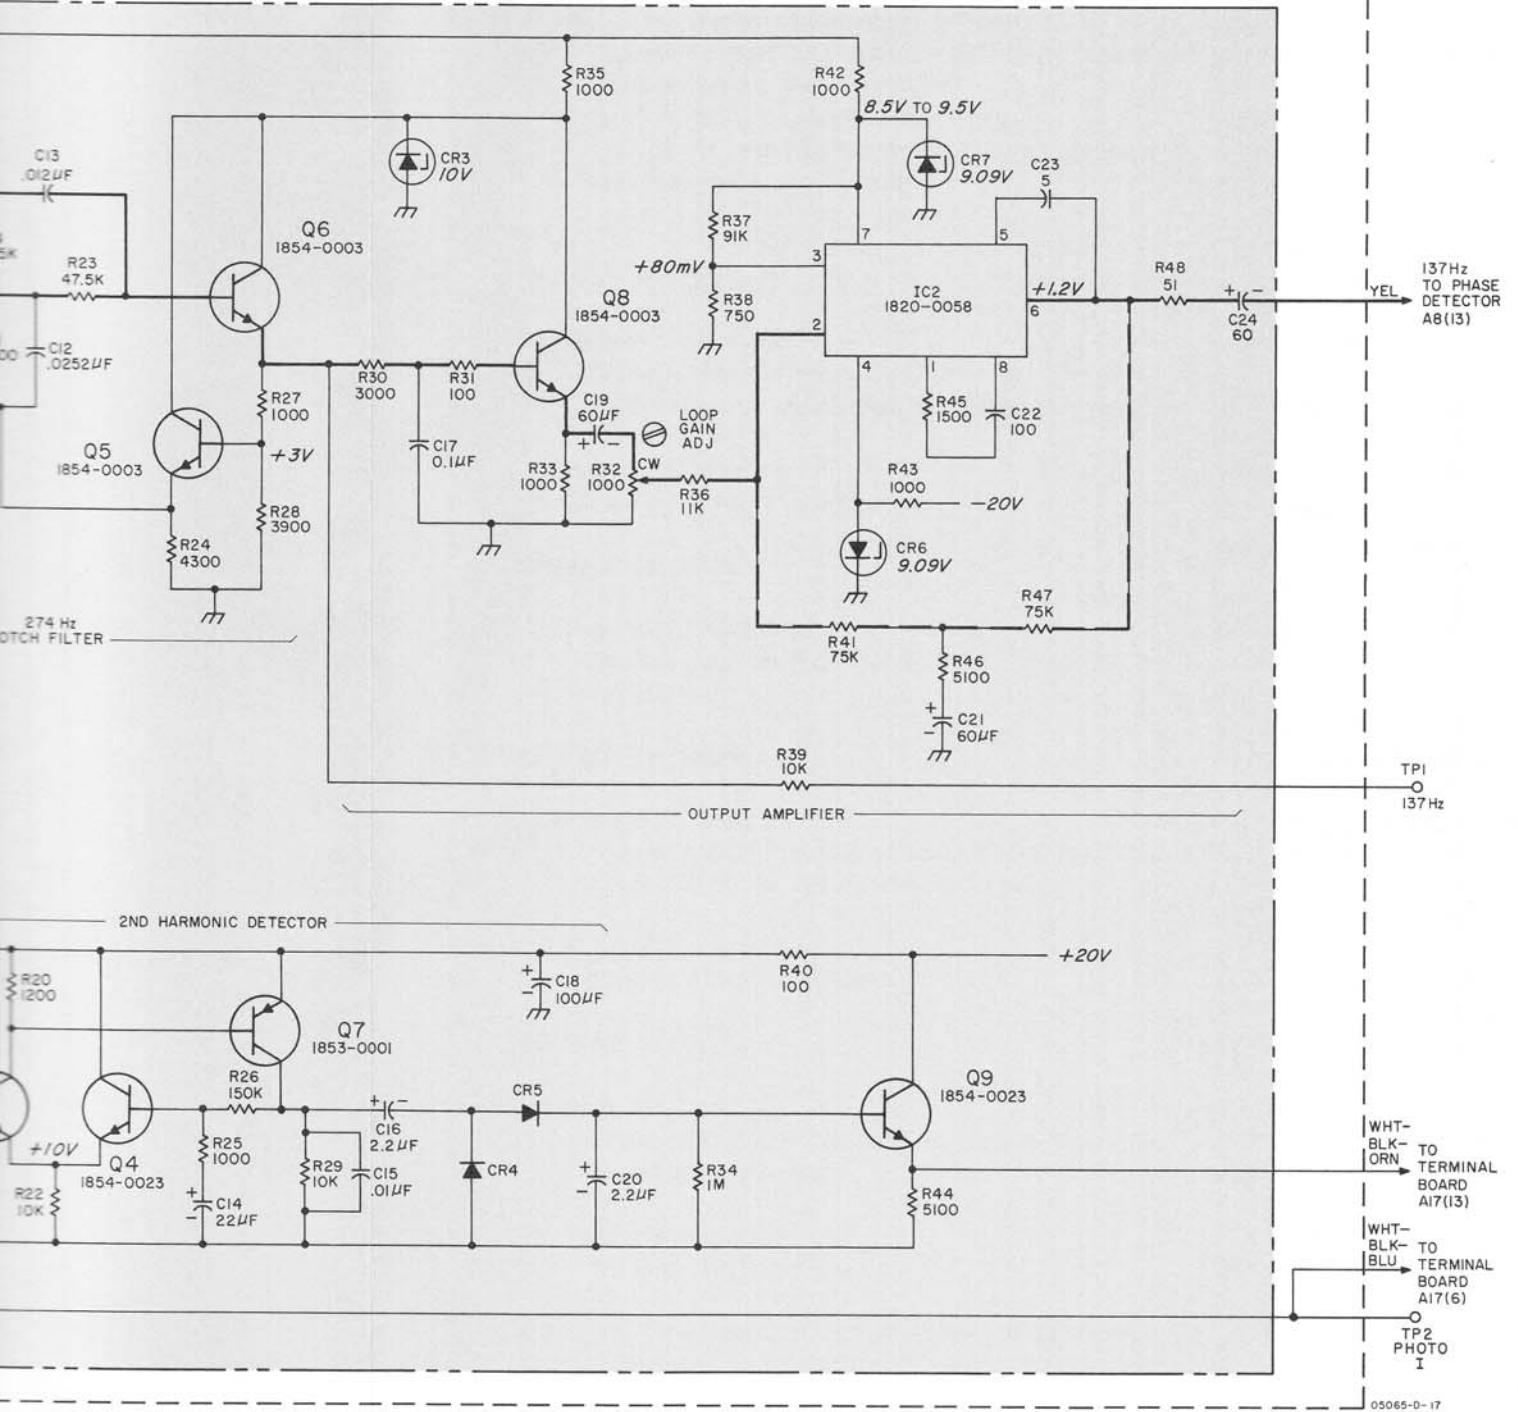 R35
1000
R42
1000
8.5V TO 9.5V
C13
.012µF
CR3
10V
CR7
9.09V
C23
5
Q6
1854-0003
R37
91K
7
5
5K
R23
47.5K
+80mV
3
+1.2V
R48
51
YEL
137Hz
TO PHASE
DETECTOR
A8(13)
Q8
1854-0003
R38
750
IC2
1820-0058
6
+ −
C24
60
2
C12
.0252µF
R30
3000
R31
100
4
1
8
R27
1000
C19
60µF
+ −
LOOP
GAIN
ADJ
R45
1500
C22
100
Q5
1854-0003
+3V
C17
0.1µF
R33
1000
R32
1000
CW
R36
11K
R43
1000
−20V
R28
3900
R24
4300
CR6
9.09V
R47
75K
274 Hz
OTCH FILTER
R41
75K
R46
5100
+
−
C21
60µF
R39
10K
TP1
137Hz
OUTPUT AMPLIFIER
2ND HARMONIC DETECTOR
+20V
R20
1200
+
−
C18
100µF
R40
100
Q7
1853-0001
R26
150K
CR5
Q9
1854-0023
+ −
C16
2.2µF
+10V
Q4
1854-0023
R25
1000
R29
10K
C15
.01µF
CR4
+
−
C20
2.2µF
R34
1M
WHT-
BLK-
ORN
TO
TERMINAL
BOARD
A17(13)
R22
10K
+
−
C14
22µF
R44
5100
WHT-
BLK-
BLU
TO
TERMINAL
BOARD
A17(6)
TP2
PHOTO
I
05065-D-17